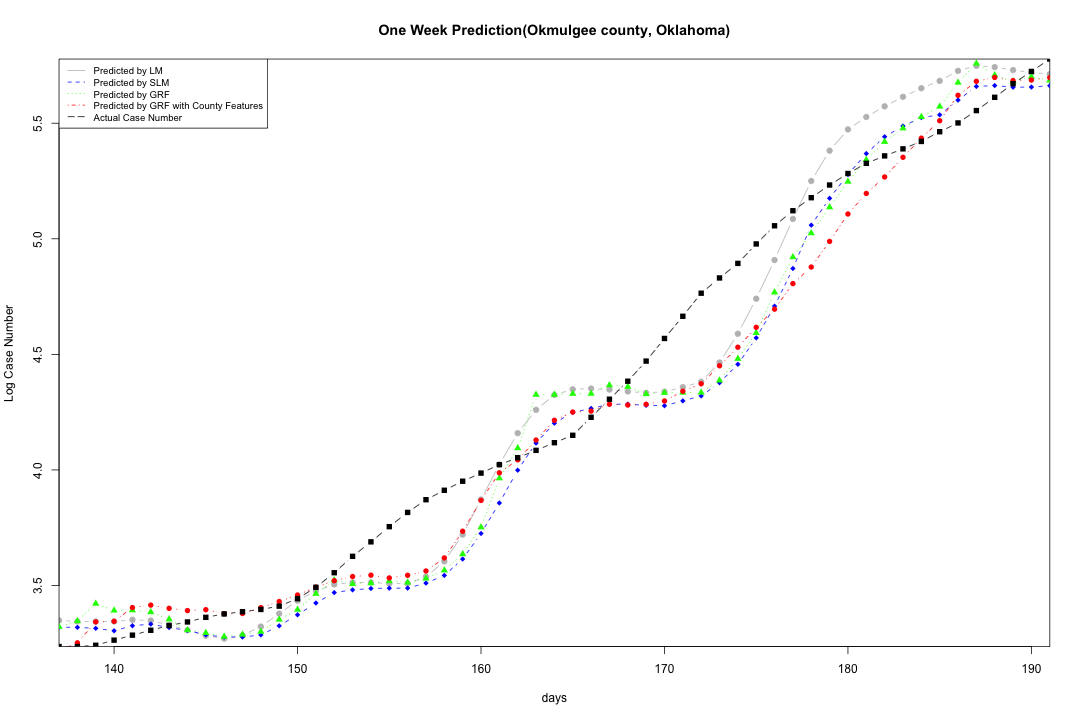 One Week Prediction(Okmulgee county, Oklahoma)
Predicted by LM
Predicted by SLM
Predicted by GRF
Predicted by GRF with County Features
Actual Case Number
5.5
5.0
4.5
4.0
3.5
Log Case Number
140 150 160 170 180 190
days